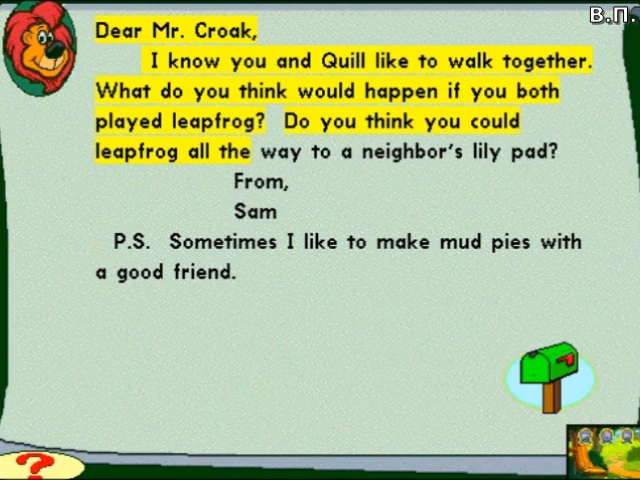 В.П.
Dear Mr. Croak,
I know you and Quill like to walk together.
What do you think would happen if you both
played leapfrog? Do you think you could
leapfrog all the way to a neighbor's lily pad?
From,
Sam
P.S. Sometimes I like to make mud pies with
a good friend.
?